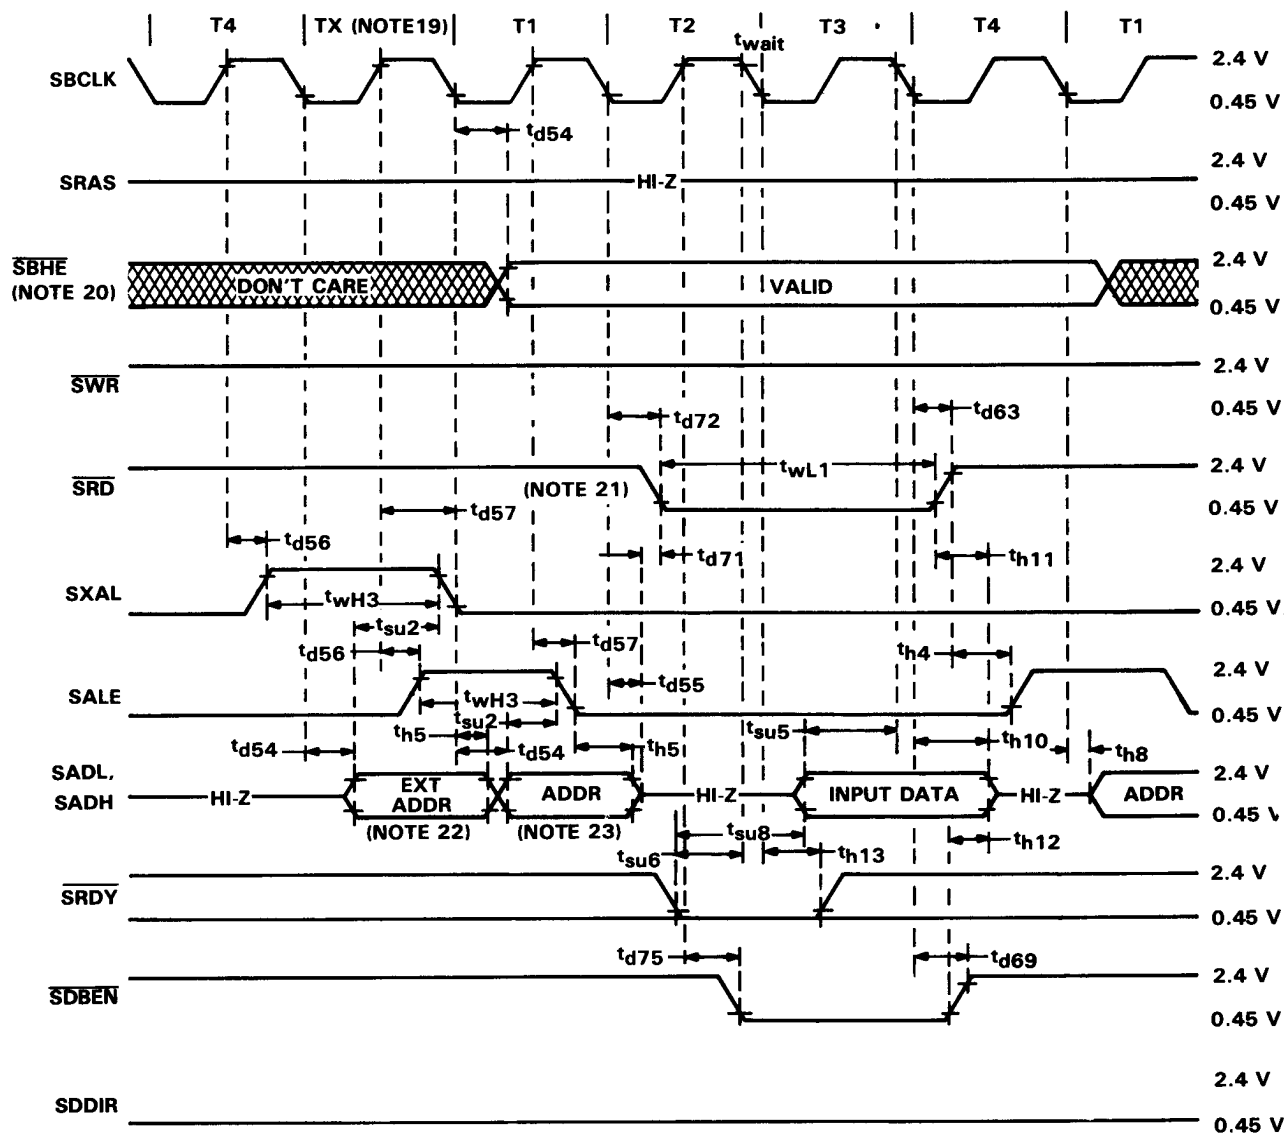 T4 TX (NOTE19) T1 T2 T3 T4 T1
twait
SBCLK 2.4 V
0.45 V
td54
SRAS HI-Z 2.4 V
0.45 V
SBHE 2.4 V
(NOTE 20) DON'T CARE VALID
0.45 V
SWR 2.4 V
0.45 V
td72 td63
SRD (NOTE 21) twL1 2.4 V
0.45 V
td57
td56 td71 th11
SXAL 2.4 V
twH3 0.45 V
tsu2
td56 td57 th4
SALE td55 2.4 V
twH3
tsu2 0.45 V
th5 tsu5
td54 td54 th5 th10 th8
SADL, 2.4 V
SADH HI-Z EXT ADDR ADDR HI-Z INPUT DATA HI-Z ADDR
0.45 V
(NOTE 22) (NOTE 23)
tsu8 th12
tsu6 th13
SRDY 2.4 V
0.45 V
td75 td69
SDBEN 2.4 V
0.45 V
2.4 V
SDDIR
0.45 V